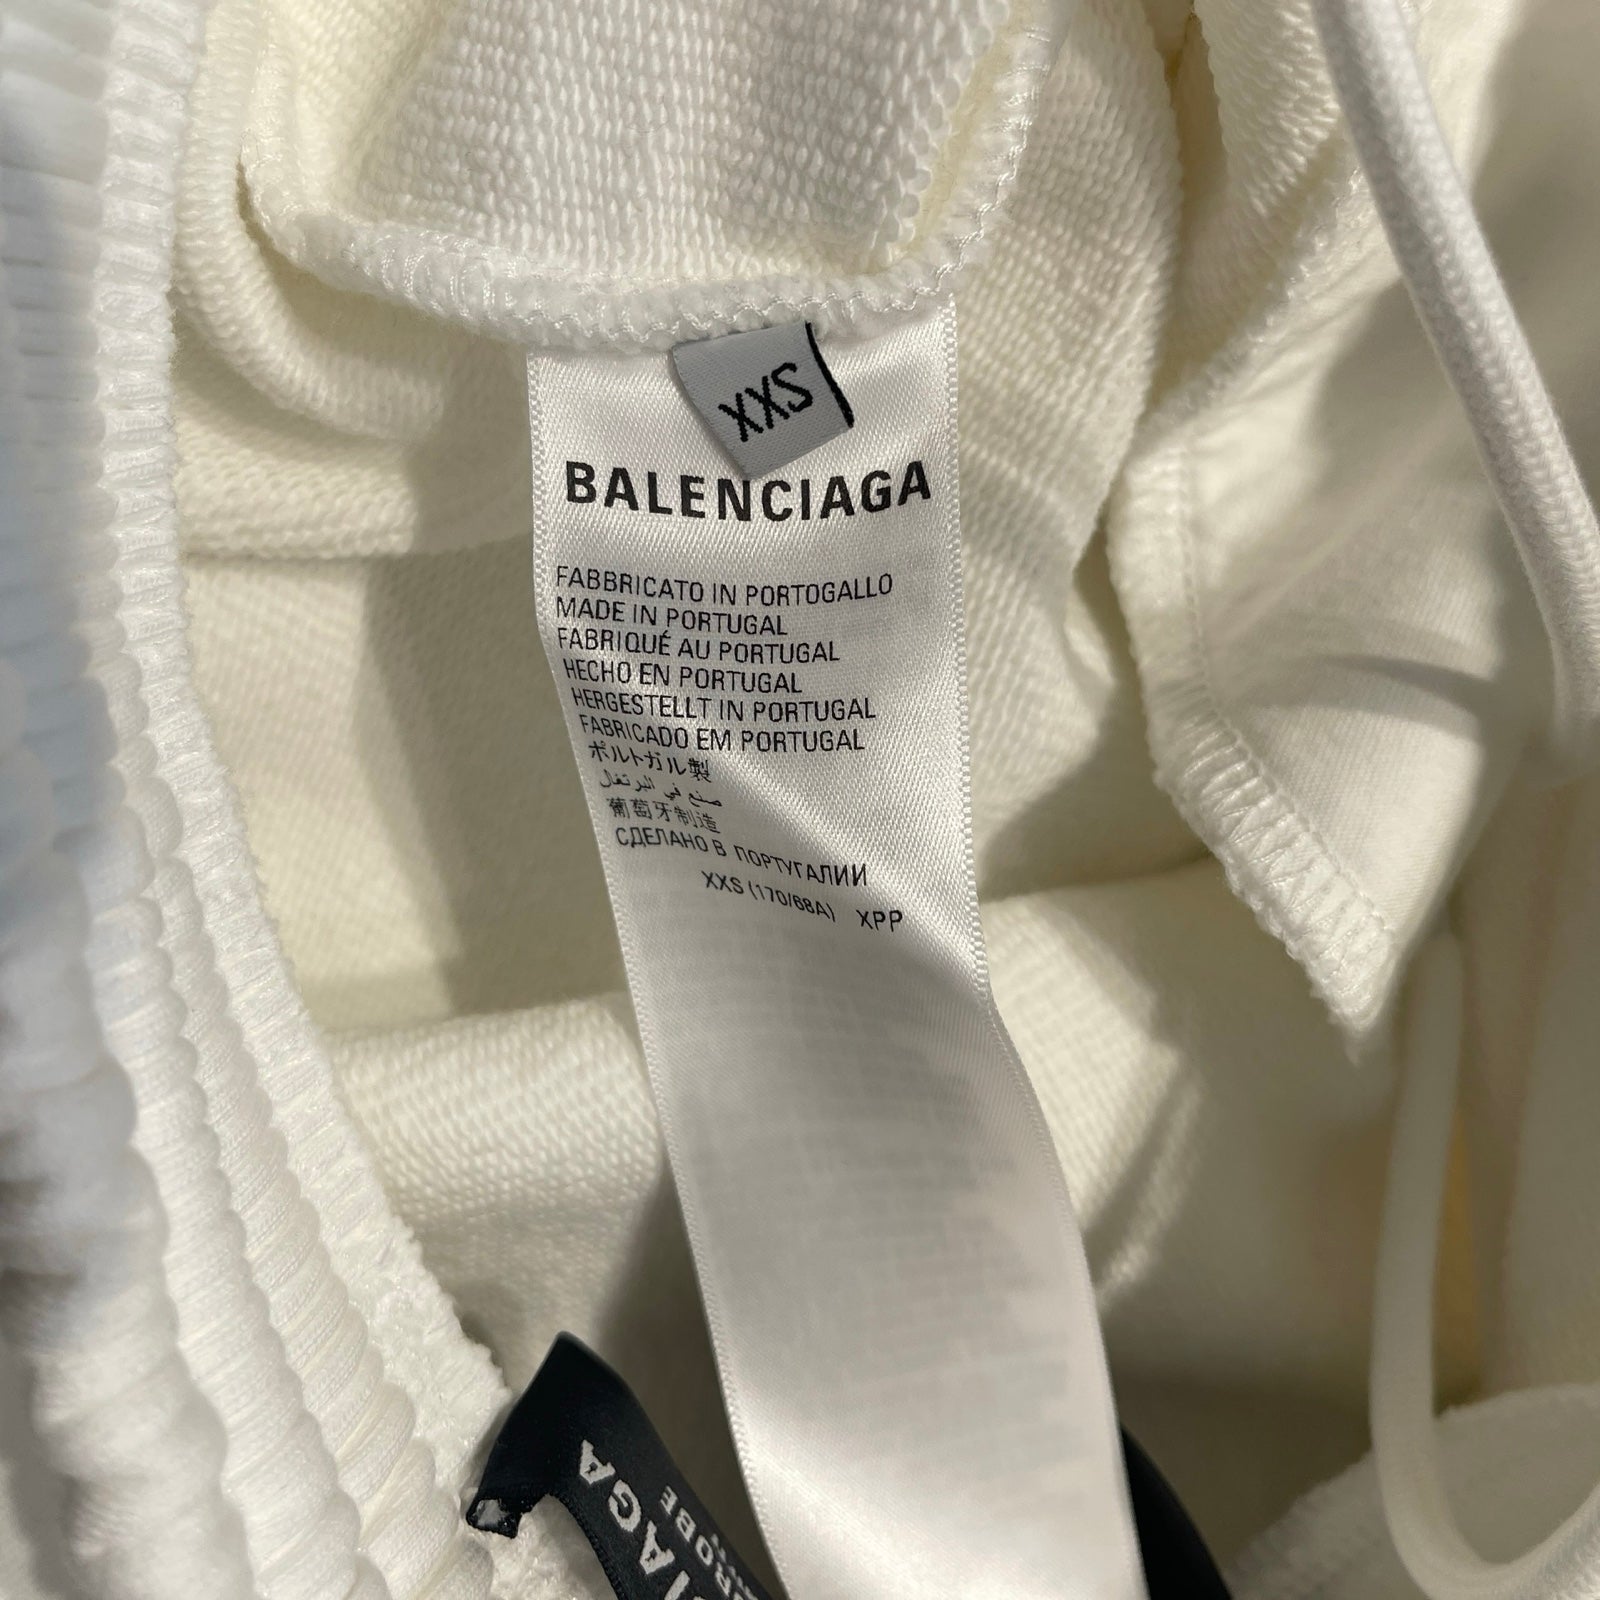 XXS
BALENCIAGA
FABBRICATO IN PORTOGALLO
MADE IN PORTUGAL
FABRIQUÉ AU PORTUGAL
HECHO EN PORTUGAL
HERGESTELLT IN PORTUGAL
FABRICADO EM PORTUGAL
ポルトガル製
صنع في البرتغال
葡萄牙制造
СДЕЛАНО В ПОРТУГАЛИИ
XXS (170/68A) XPP